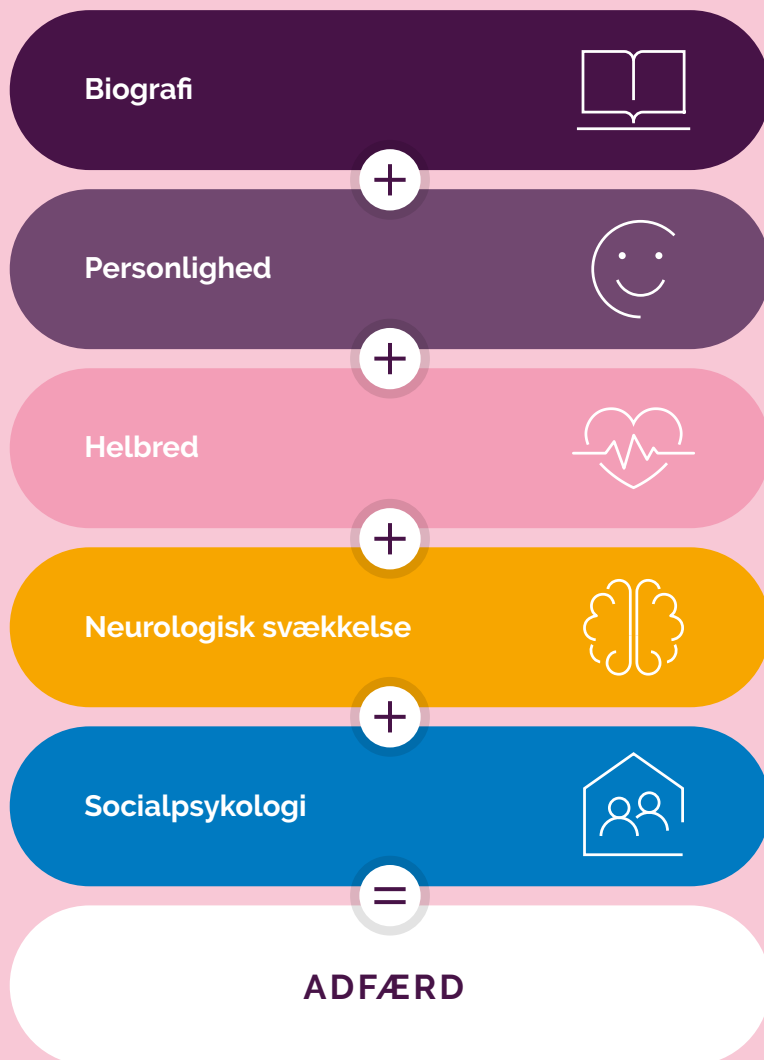 Biografi
+
Personlighed
+
Helbred
+
Neurologisk svækkelse
+
Socialpsykologi
=
ADFÆRD